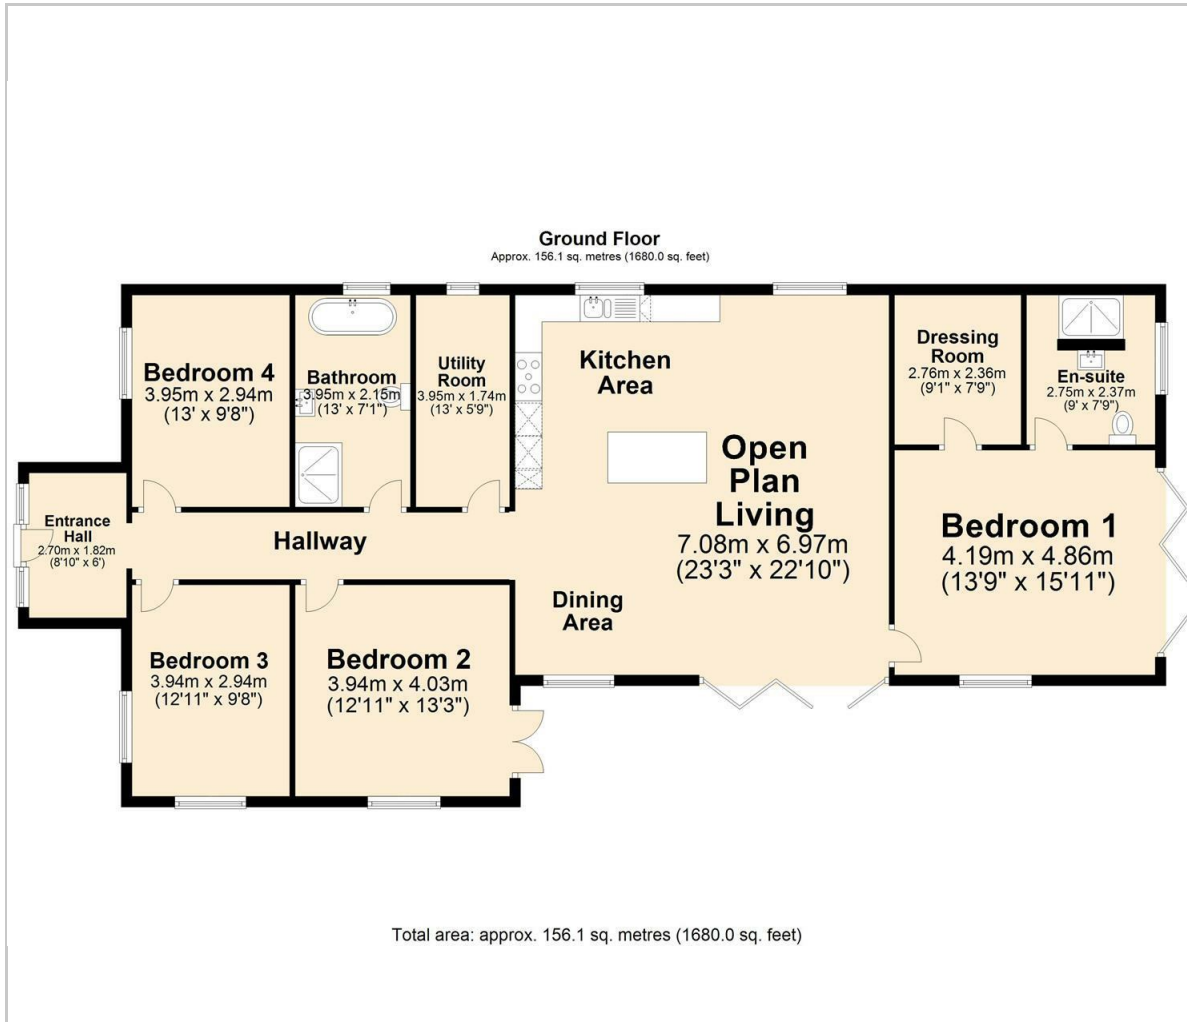 Ground Floor
Approx. 156.1 sq. metres (1680.0 sq. feet)
Bedroom 4
3.95m x 2.94m
(13' x 9'8")
Bathroom
3.95m x 2.15m
(13' x 7'1")
Utility
Room
3.95m x 1.74m
(13' x 5'9")
Kitchen
Area
Open
Plan
Living
7.08m x 6.97m
(23'3" x 22'10")
Dressing
Room
2.76m x 2.36m
(9'1" x 7'9")
En-suite
2.75m x 2.37m
(9' x 7'9")
Entrance
Hall
2.70m x 1.82m
(8'10" x 6')
Hallway
Bedroom 1
4.19m x 4.86m
(13'9" x 15'11")
Dining
Area
Bedroom 3
3.94m x 2.94m
(12'11" x 9'8")
Bedroom 2
3.94m x 4.03m
(12'11" x 13'3")
Total area: approx. 156.1 sq. metres (1680.0 sq. feet)